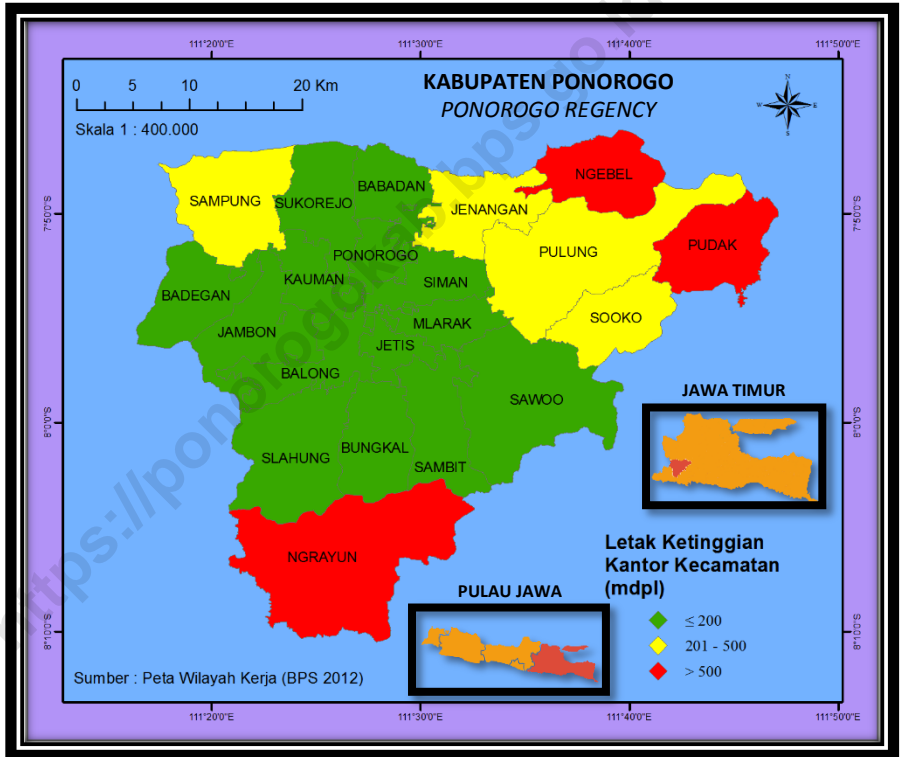 111°20'0"E 111°30'0"E 111°40'0"E 111°50'0"E
0 5 10 20 Km
Skala 1 : 400.000
KABUPATEN PONOROGO
PONOROGO REGENCY
N
W E
S
NGEBEL
BABADAN
SAMPUNG
SUKOREJO
JENANGAN
7°50'0"S 7°50'0"S
PUDAK
PULUNG
PONOROGO
KAUMAN
SIMAN
BADEGAN
SOOKO
MLARAK
JAMBON
JETIS
BALONG
SAWOO
JAWA TIMUR
8°0'0"S 8°0'0"S
BUNGKAL
SLAHUNG
SAMBIT
NGRAYUN
Letak Ketinggian
Kantor Kecamatan
(mdpl)
≤ 200
201 - 500
> 500
PULAU JAWA
8°10'0"S 8°10'0"S
Sumber : Peta Wilayah Kerja (BPS 2012)
111°20'0"E 111°30'0"E 111°40'0"E 111°50'0"E
https://ponorogokab.bps.go.id